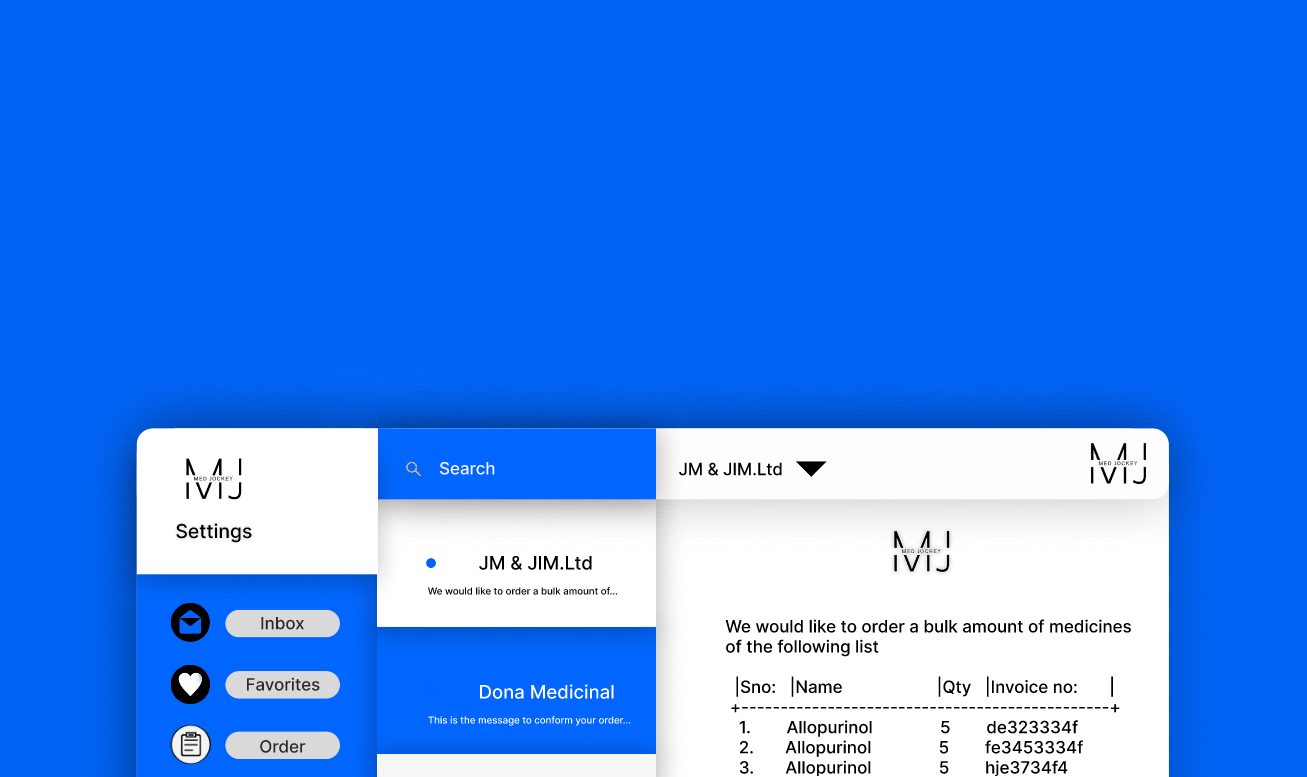 MJ
MED JOCKEY
Settings
Inbox
Favorites
Order
Search
JM & JIM.Ltd
We would like to order a bulk amount of...
Dona Medicinal
This is the message to conform your order...
JM & JIM.Ltd
MJ
MED JOCKEY
MJ
MED JOCKEY
We would like to order a bulk amount of medicines
of the following list
|Sno: |Name |Qty |Invoice no: |
+----------------------------------------------+
1. Allopurinol 5 de323334f
2. Allopurinol 5 fe3453334f
3. Allopurinol 5 hje3734f4